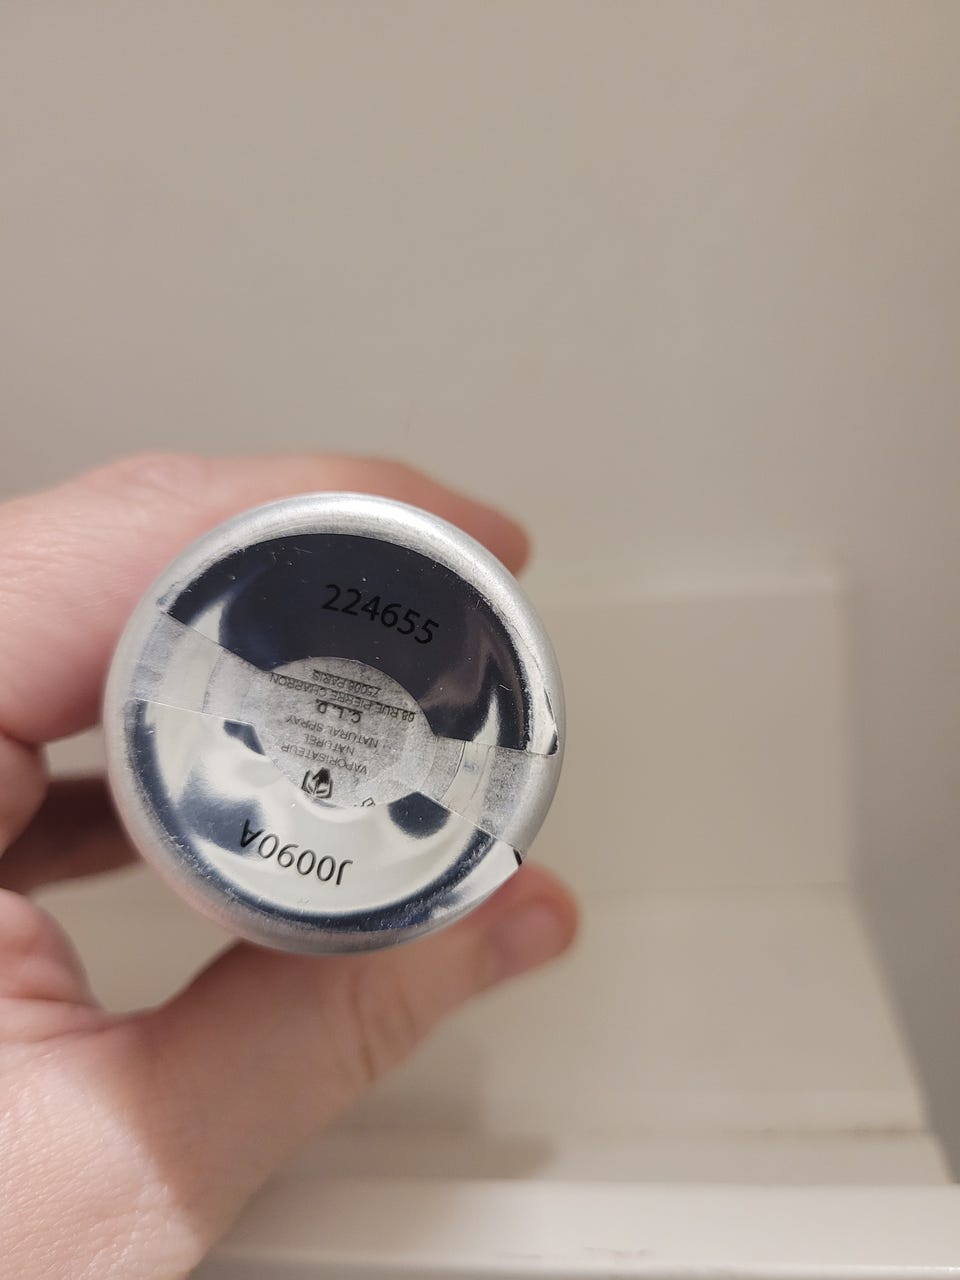 224655
VAPORISATEUR
NATUREL
NATURAL SPRAY
C. L. D.
68 RUE PIERRE CHARRON
75008 PARIS
J0090A